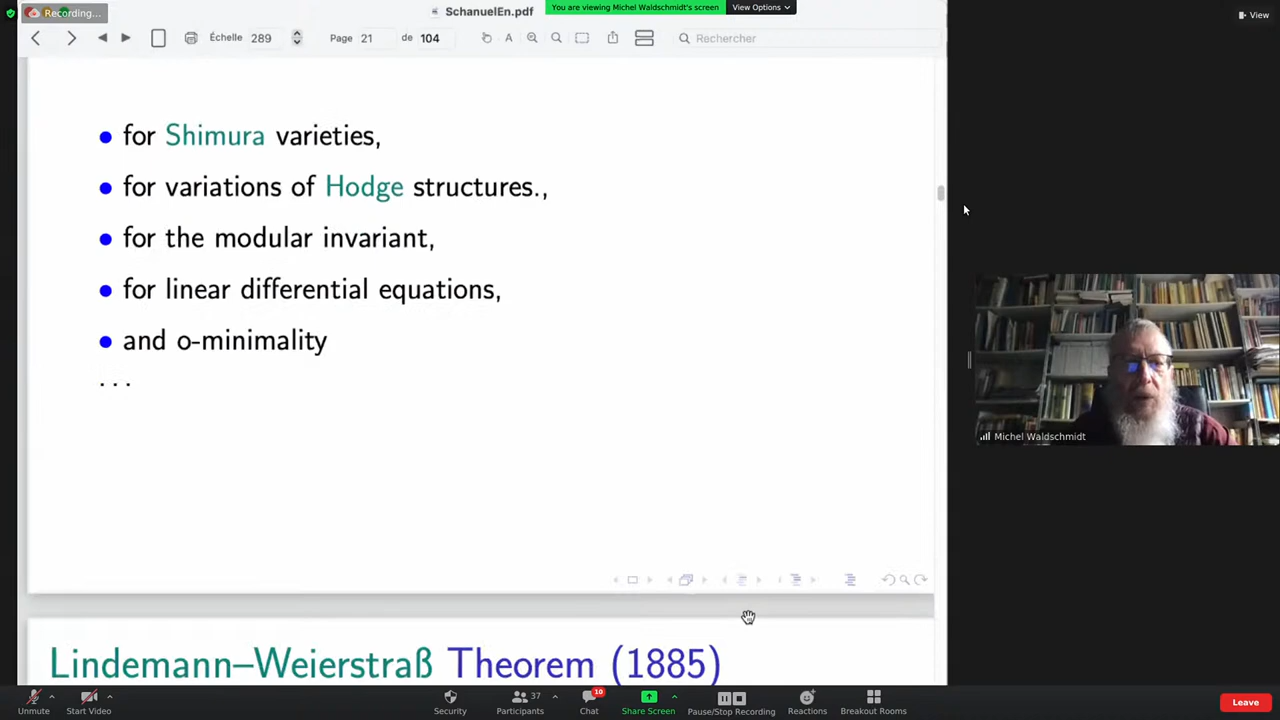 Recording...
SchanuelEn.pdf
You are viewing Michel Waldschmidt's screen
View Options
View
Échelle 289
Page 21 de 104
A
Rechercher
• for Shimura varieties,
• for variations of Hodge structures.,
• for the modular invariant,
• for linear differential equations,
• and o-minimality
. . .
Michel Waldschmidt
Lindemann–Weierstraß Theorem (1885)
Unmute
Start Video
Security
Participants 37
Chat 10
Share Screen
Pause/Stop Recording
Reactions
Breakout Rooms
Leave